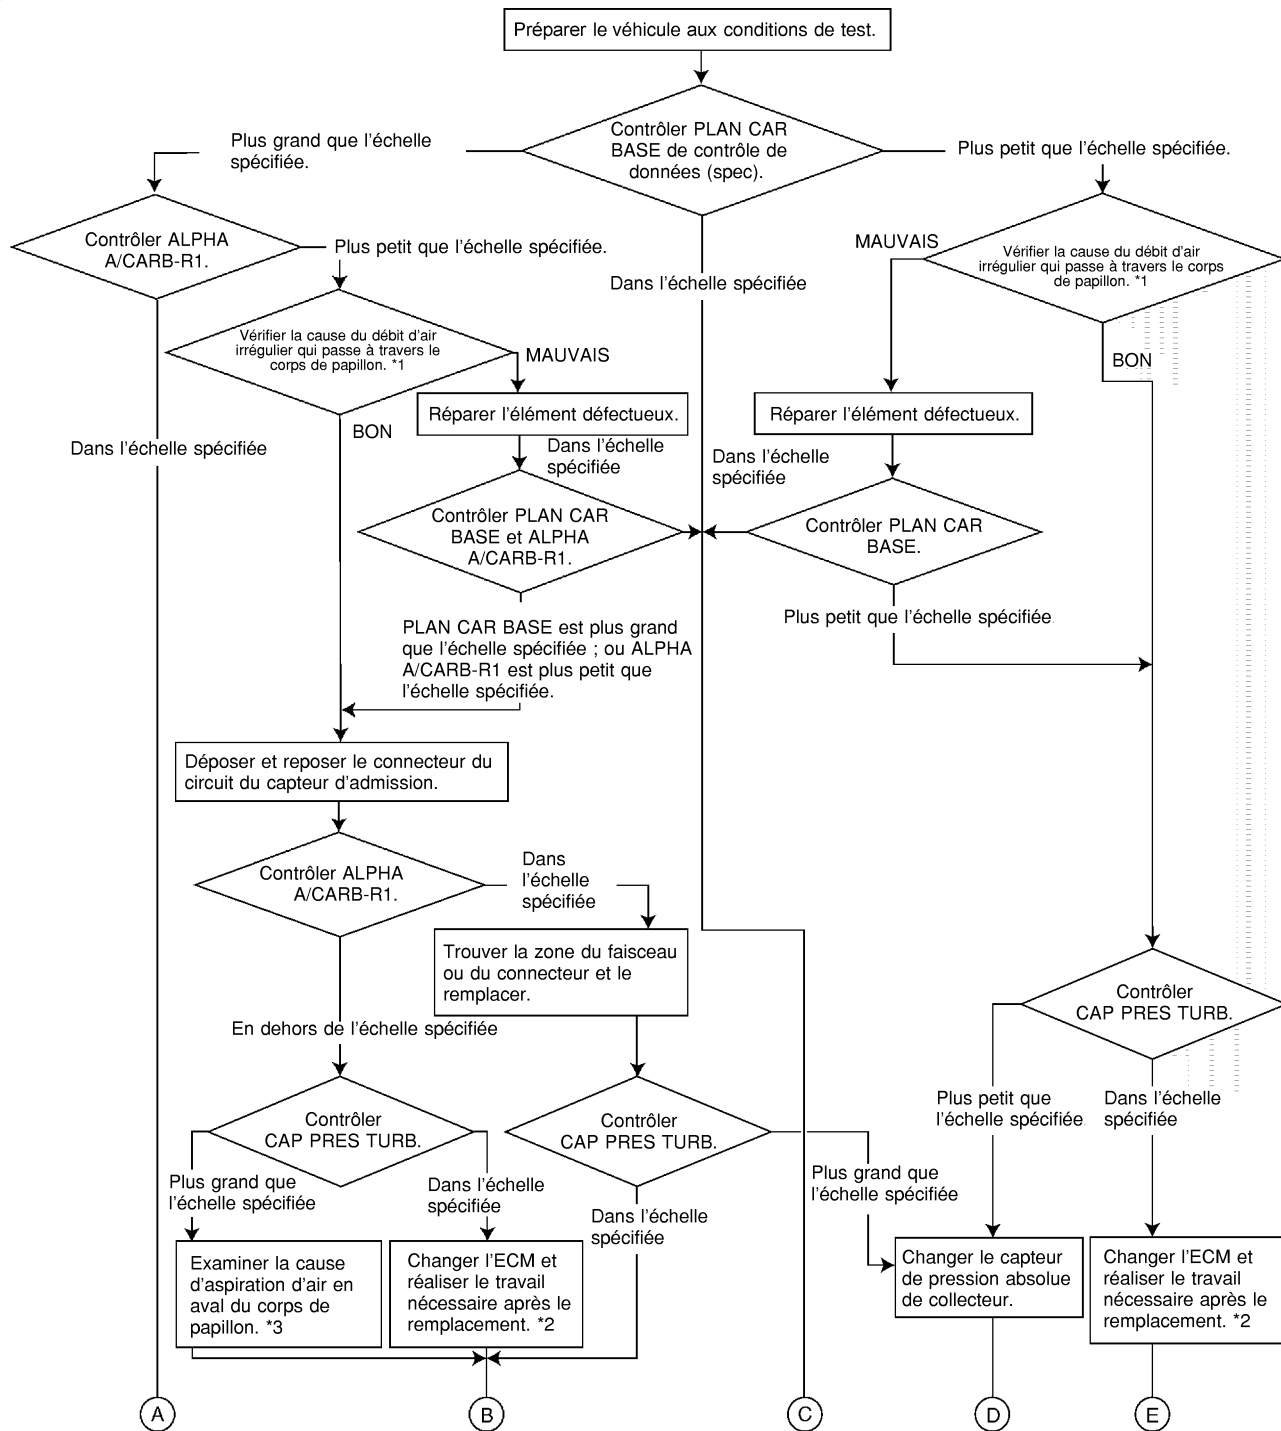 Préparer le véhicule aux conditions de test.
Contrôler PLAN CAR
BASE de contrôle de
données (spec).
Plus grand que l'échelle
spécifiée.
Plus petit que l'échelle spécifiée.
Contrôler ALPHA
A/CARB-R1.
Plus petit que l'échelle spécifiée.
Dans l'échelle spécifiée
MAUVAIS
Vérifier la cause du débit d'air
irrégulier qui passe à travers le corps
de papillon. *1
Vérifier la cause du débit d'air
irrégulier qui passe à travers le
corps de papillon. *1
MAUVAIS
BON
Réparer l'élément défectueux.
Réparer l'élément défectueux.
BON
Dans l'échelle spécifiée
Dans l'échelle
spécifiée
Dans l'échelle
spécifiée
Contrôler PLAN CAR
BASE et ALPHA
A/CARB-R1.
Contrôler PLAN CAR
BASE.
PLAN CAR BASE est plus grand
que l'échelle spécifiée ; ou ALPHA
A/CARB-R1 est plus petit que
l'échelle spécifiée.
Plus petit que l'échelle spécifiée
Déposer et reposer le connecteur du
circuit du capteur d'admission.
Contrôler ALPHA
A/CARB-R1.
Dans
l'échelle
spécifiée
Trouver la zone du faisceau
ou du connecteur et le
remplacer.
En dehors de l'échelle spécifiée
Contrôler
CAP PRES TURB.
Contrôler
CAP PRES TURB.
Contrôler
CAP PRES TURB.
Plus petit que
l'échelle spécifiée
Dans l'échelle
spécifiée
Plus grand que
l'échelle spécifiée
Dans l'échelle
spécifiée
Dans l'échelle
spécifiée
Plus grand que
l'échelle spécifiée
Examiner la cause
d'aspiration d'air en
aval du corps de
papillon. *3
Changer l'ECM et
réaliser le travail
nécessaire après le
remplacement. *2
Changer le capteur
de pression absolue
de collecteur.
Changer l'ECM et
réaliser le travail
nécessaire après le
remplacement. *2
A
B
C
D
E